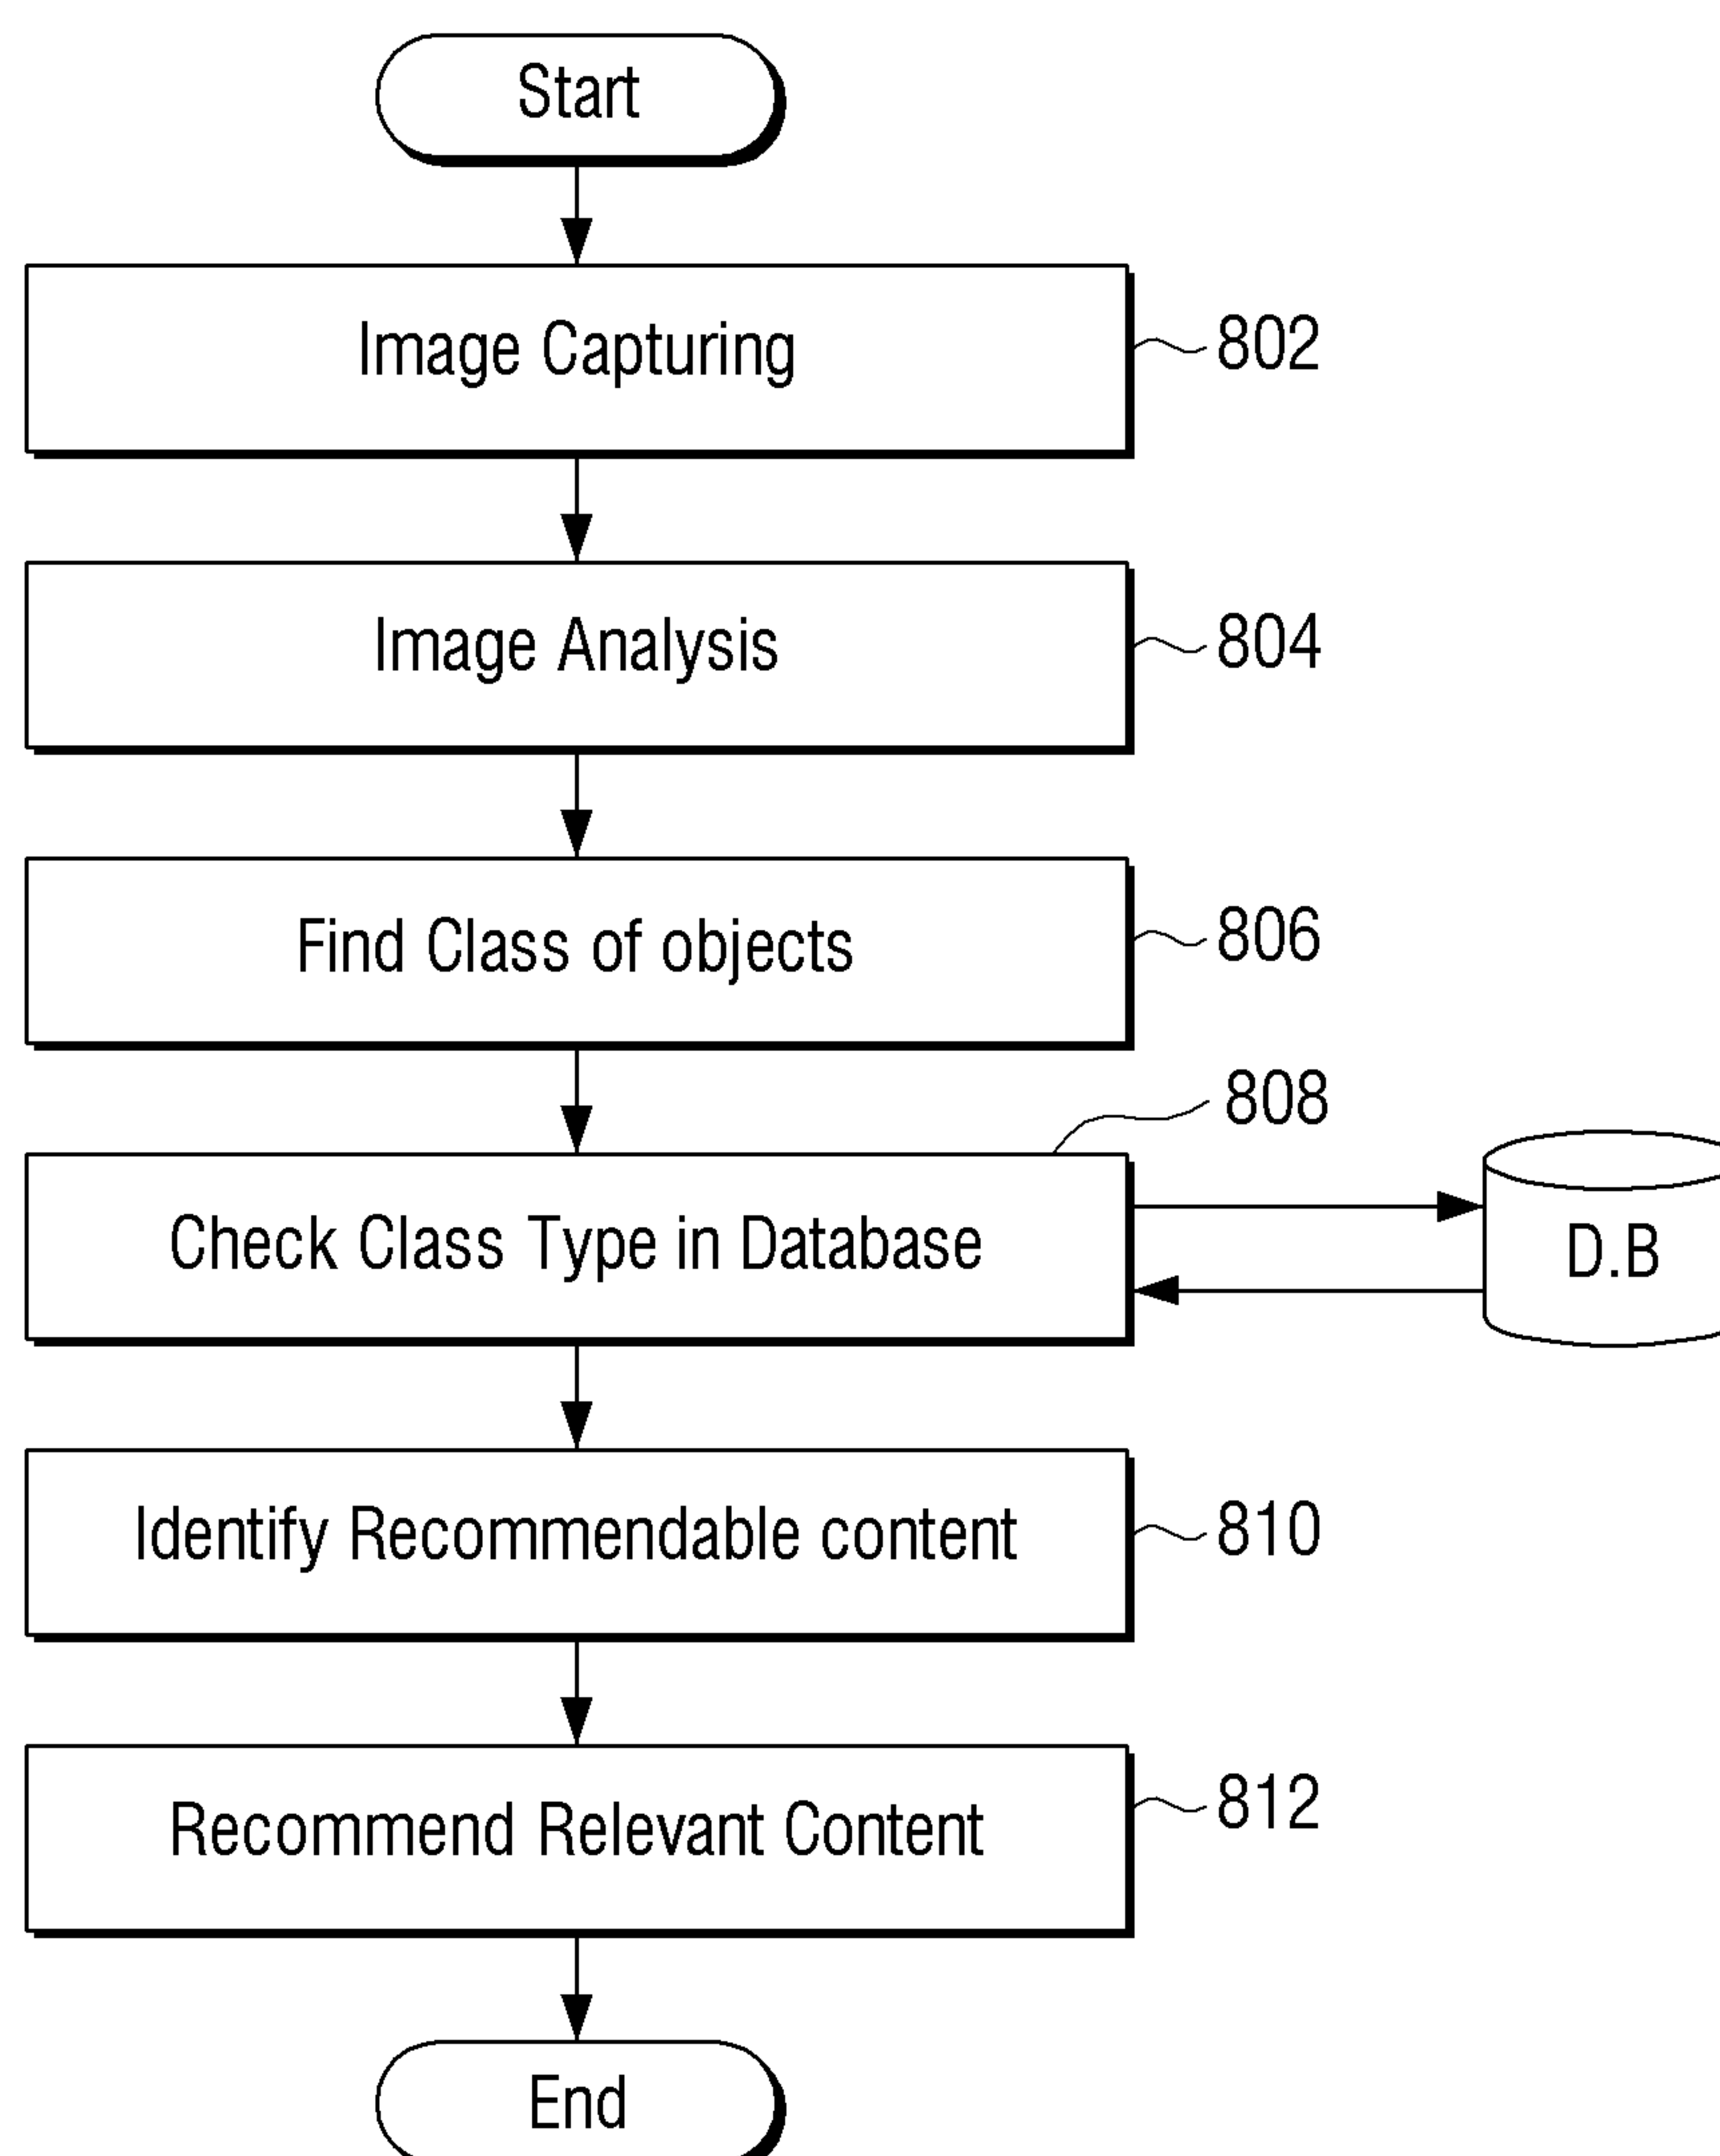 Start
Image Capturing
802
Image Analysis
804
Find Class of objects
806
808
Check Class Type in Database
D.B
Identify Recommendable content
810
Recommend Relevant Content
812
End